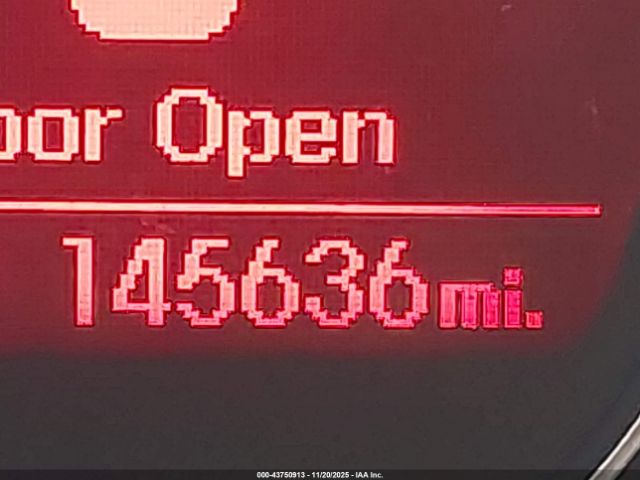 oor Open
145636 mi.
000-43750913 - 11/20/2025 - IAA Inc.